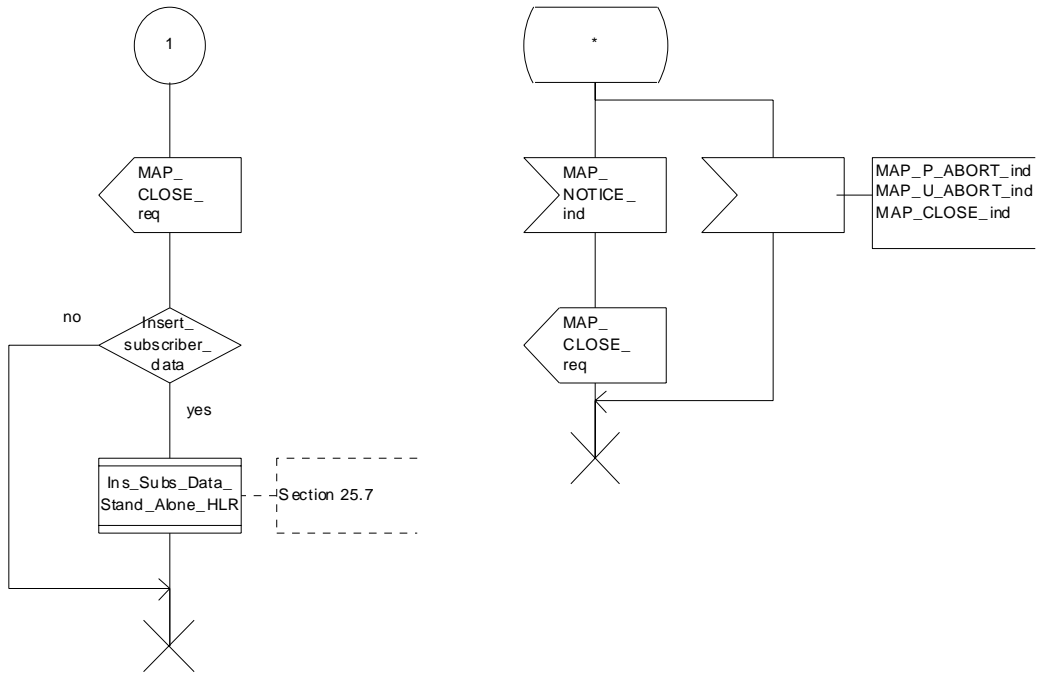 1
MAP_
CLOSE_
req
no
Insert_
subscriber_
data
yes
Ins_Subs_Data_
Stand_Alone_HLR
Section 25.7
*
MAP_
NOTICE_
ind
MAP_P_ABORT_ind
MAP_U_ABORT_ind
MAP_CLOSE_ind
MAP_
CLOSE_
req